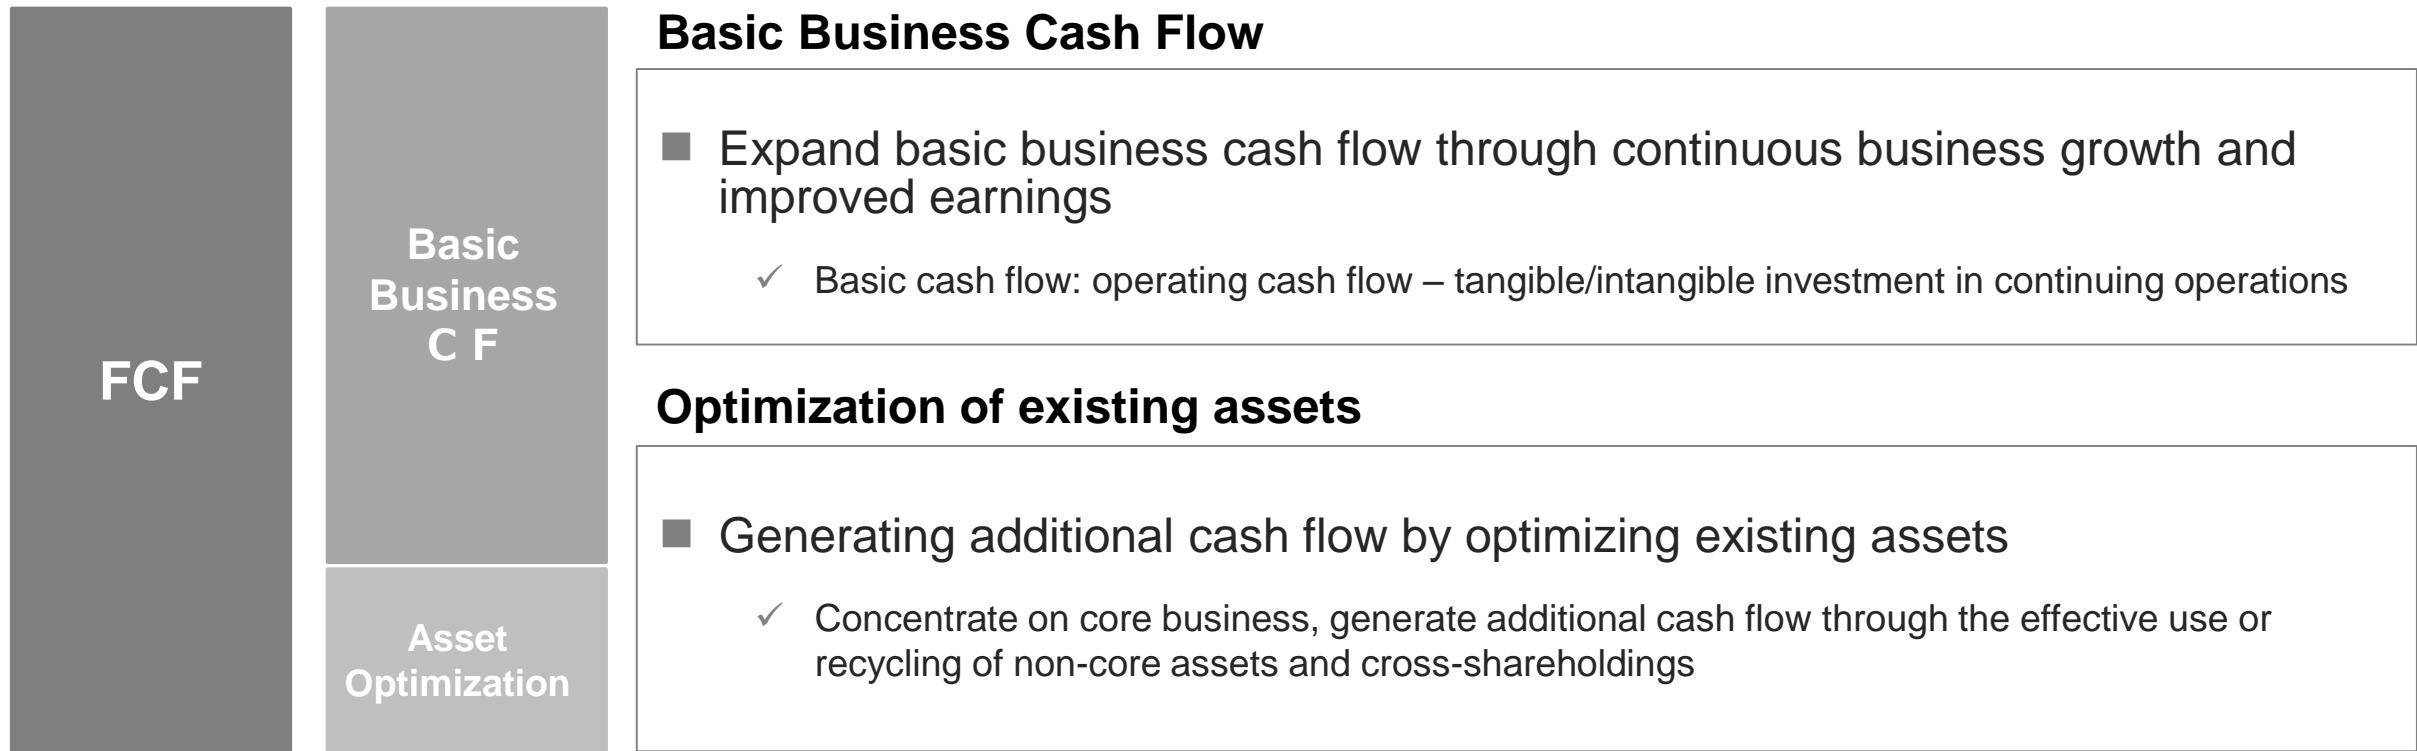 FCF
Basic
Business
C F
Asset
Optimization
Basic Business Cash Flow
Expand basic business cash flow through continuous business growth and
improved earnings
Basic cash flow: operating cash flow – tangible/intangible investment in continuing operations
Optimization of existing assets
Generating additional cash flow by optimizing existing assets
Concentrate on core business, generate additional cash flow through the effective use or
recycling of non-core assets and cross-shareholdings